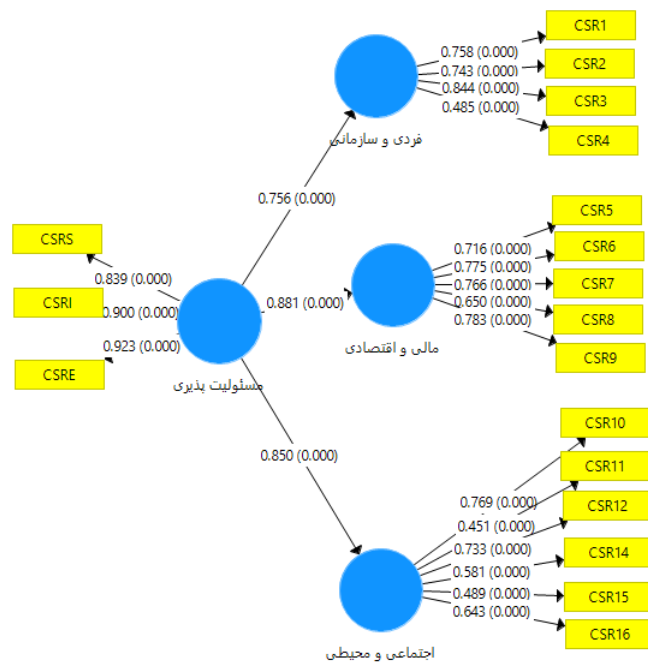 CSR1
0.758 (0.000)
CSR2
0.743 (0.000)
CSR3
0.844 (0.000)
CSR4
0.485 (0.000)
فردی و سازمانی
0.756 (0.000)
CSR5
0.716 (0.000)
CSR6
0.775 (0.000)
CSR7
0.766 (0.000)
CSR8
0.650 (0.000)
CSR9
0.783 (0.000)
مالی و اقتصادی
0.881 (0.000)
CSRS
0.839 (0.000)
CSRI
0.900 (0.000)
CSRE
0.923 (0.000)
مسئولیت پذیری
0.850 (0.000)
CSR10
0.769 (0.000)
CSR11
0.451 (0.000)
CSR12
0.733 (0.000)
CSR14
0.581 (0.000)
CSR15
0.489 (0.000)
CSR16
0.643 (0.000)
اجتماعی و محیطی